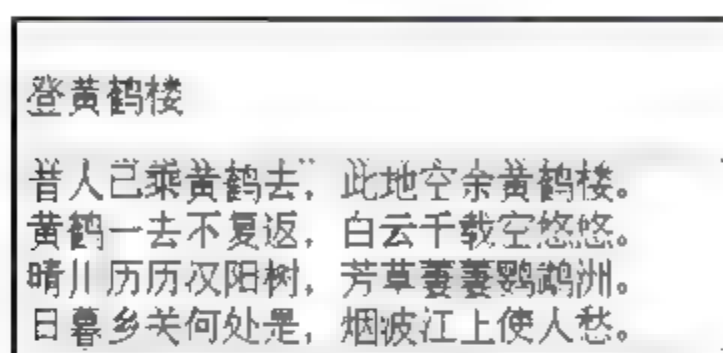 登黄鹤楼
昔人已乘黄鹤去，此地空余黄鹤楼。
黄鹤一去不复返，白云千载空悠悠。
晴川历历汉阳树，芳草萋萋鹦鹉洲。
日暮乡关何处是，烟波江上使人愁。